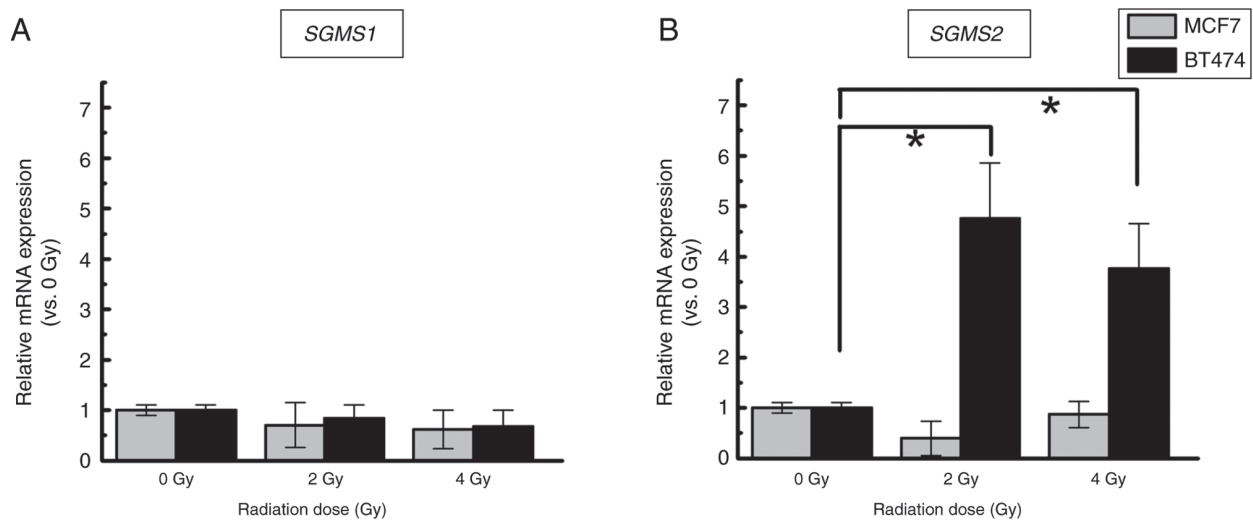 A
SGMS1
Relative mRNA expression
(vs. 0 Gy)
7
6
5
4
3
2
1
0
0 Gy
2 Gy
4 Gy
Radiation dose (Gy)
B
SGMS2
MCF7
BT474
Relative mRNA expression
(vs. 0 Gy)
7
6
5
4
3
2
1
0
*
*
0 Gy
2 Gy
4 Gy
Radiation dose (Gy)